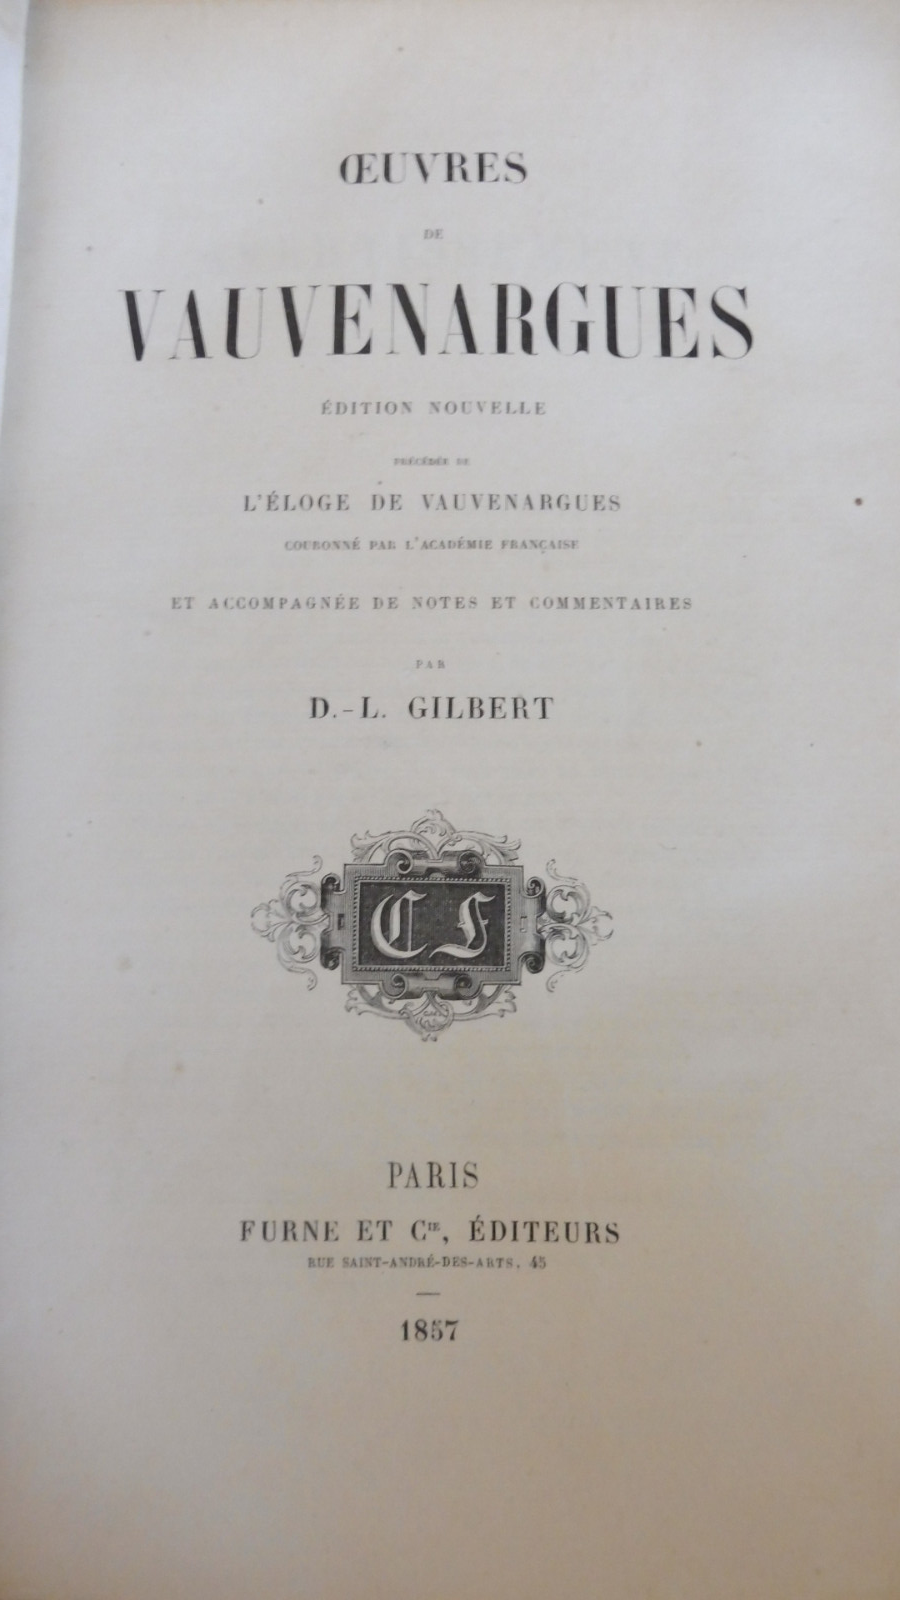 ŒUVRES
DE
VAUVENARGUES
ÉDITION NOUVELLE
PRÉCÉDÉE DE
L'ÉLOGE DE VAUVENARGUES
COURONNÉ PAR L'ACADÉMIE FRANÇAISE
ET ACCOMPAGNÉE DE NOTES ET COMMENTAIRES
PAR
D.-L. GILBERT
C F
PARIS
FURNE ET Cie, ÉDITEURS
RUE SAINT-ANDRÉ-DES-ARTS, 45
1857